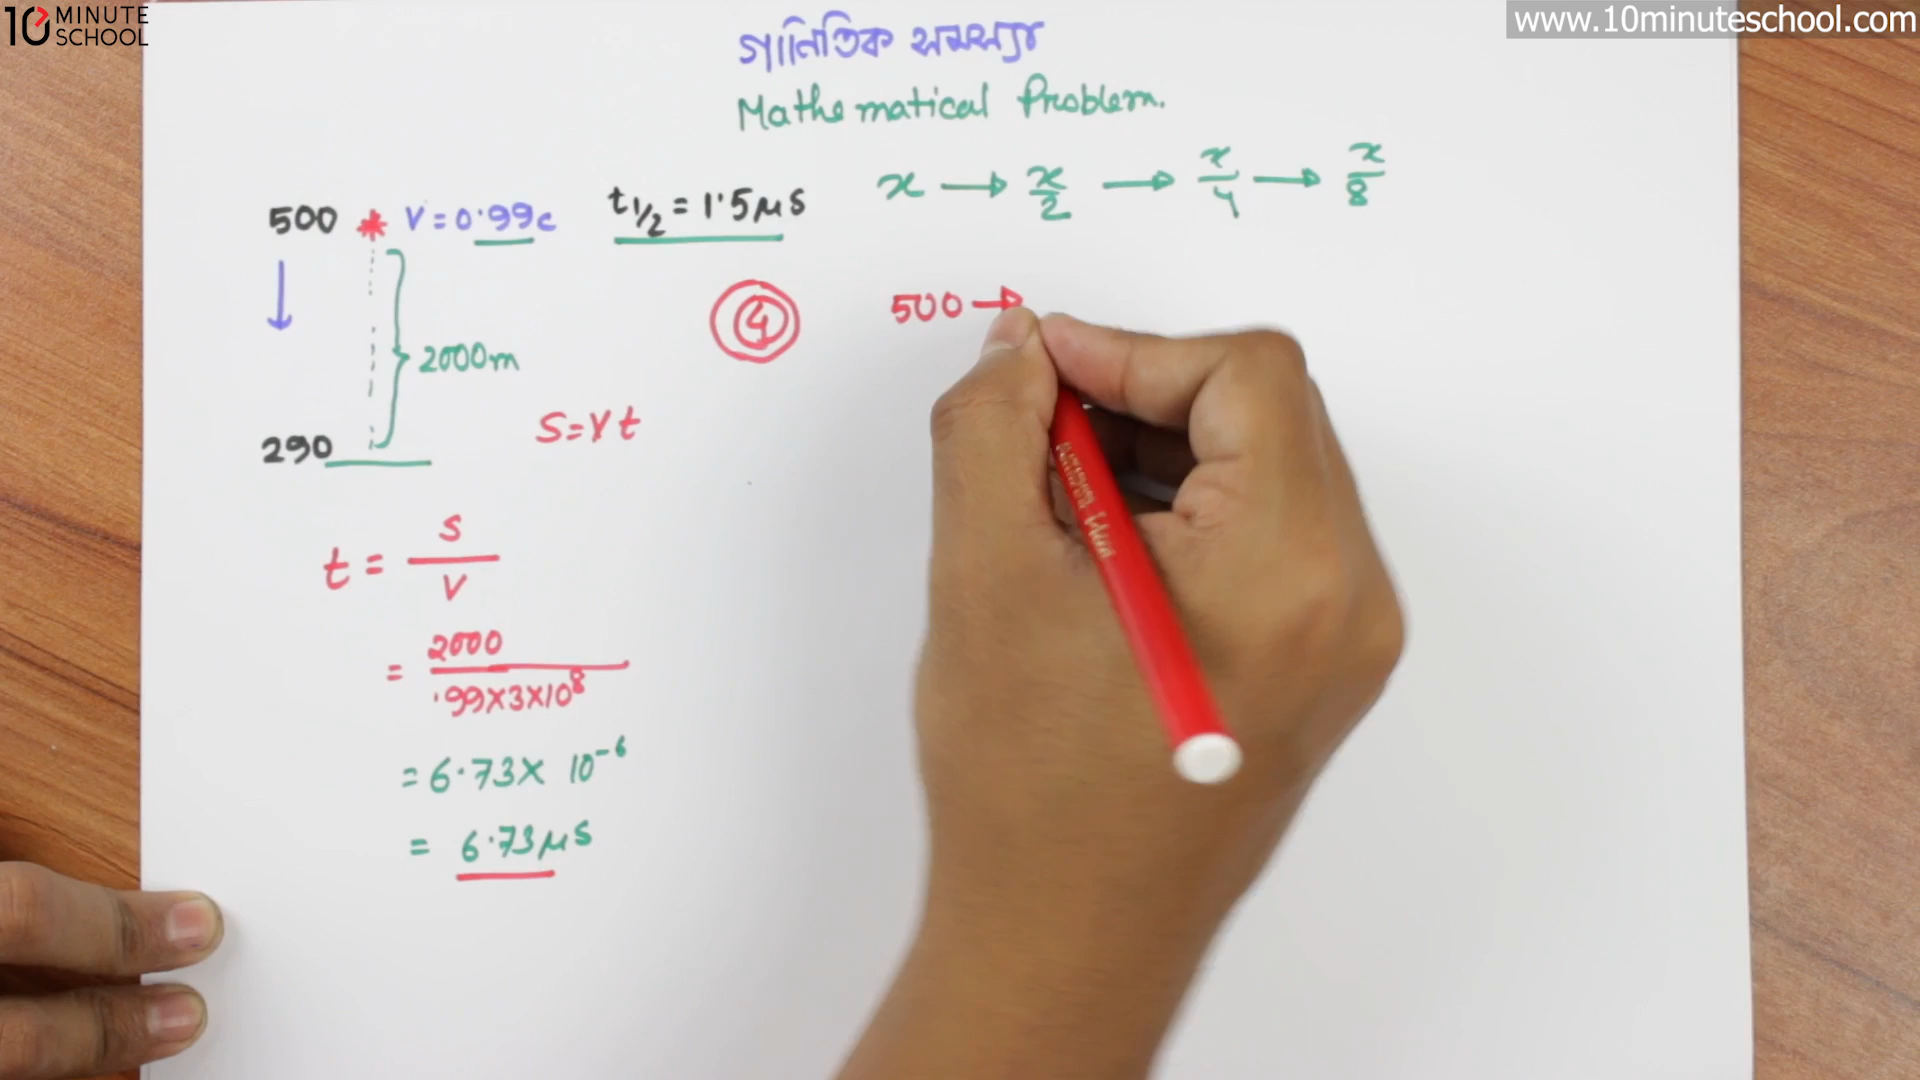 10 MINUTE SCHOOL
www.10minuteschool.com
গানিতিক সমস্যা
Mathematical Problem.
x → x/2 → x/4 → x/8
500 V = 0.99c t1/2 = 1.5μs
④ 500 →
2000m
290
S = Vt
t = S/V
= 2000/.99×3×10⁸
= 6.73× 10⁻⁶
= 6.73μs